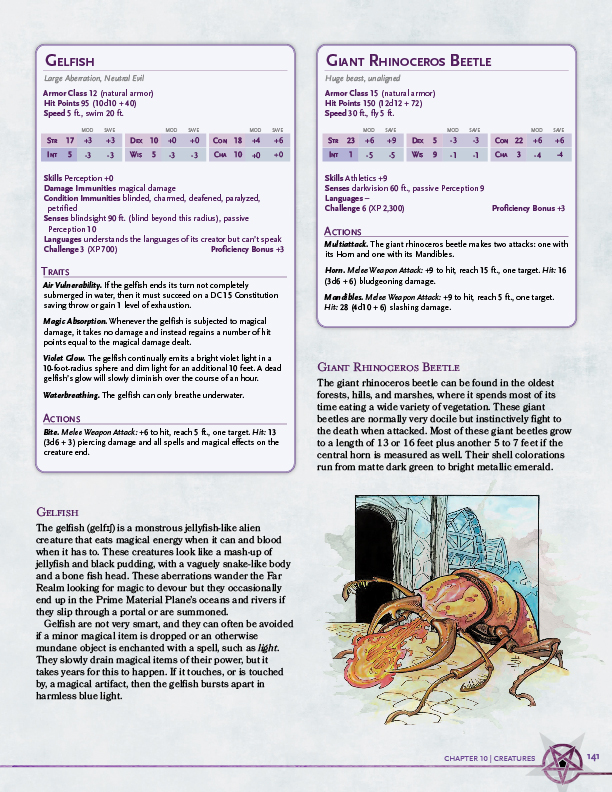 Gelfish
Large Aberration, Neutral Evil
Armor Class 12 (natural armor)
Hit Points 95 (10d10 + 40)
Speed 5 ft., swim 20 ft.
MOD SAVE MOD SAVE MOD SAVE
Str 17 +3 +3 Dex 10 +0 +0 Con 18 +4 +6
Int 5 -3 -3 Wis 5 -3 -3 Cha 10 +0 +0
Skills Perception +0
Damage Immunities magical damage
Condition Immunities blinded, charmed, deafened, paralyzed,
petrified
Senses blindsight 90 ft. (blind beyond this radius), passive
Perception 10
Languages understands the languages of its creator but can't speak
Challenge 3 (XP 700) Proficiency Bonus +3
Traits
Air Vulnerability. If the gelfish ends its turn not completely
submerged in water, then it must succeed on a DC 15 Constitution
saving throw or gain 1 level of exhaustion.
Magic Absorption. Whenever the gelfish is subjected to magical
damage, it takes no damage and instead regains a number of hit
points equal to the magical damage dealt.
Violet Glow. The gelfish continually emits a bright violet light in a
10-foot-radius sphere and dim light for an additional 10 feet. A dead
gelfish's glow will slowly diminish over the course of an hour.
Waterbreathing. The gelfish can only breathe underwater.
Actions
Bite. Melee Weapon Attack: +6 to hit, reach 5 ft., one target. Hit: 13
(3d6 + 3) piercing damage and all spells and magical effects on the
creature end.
Gelfish
The gelfish (gelfɪʃ) is a monstrous jellyfish-like alien
creature that eats magical energy when it can and blood
when it has to. These creatures look like a mash-up of
jellyfish and black pudding, with a vaguely snake-like body
and a bone fish head. These aberrations wander the Far
Realm looking for magic to devour but they occasionally
end up in the Prime Material Plane's oceans and rivers if
they slip through a portal or are summoned.
Gelfish are not very smart, and they can often be avoided
if a minor magical item is dropped or an otherwise
mundane object is enchanted with a spell, such as light.
They slowly drain magical items of their power, but it
takes years for this to happen. If it touches, or is touched
by, a magical artifact, then the gelfish bursts apart in
harmless blue light.
Giant Rhinoceros Beetle
Huge beast, unaligned
Armor Class 15 (natural armor)
Hit Points 150 (12d12 + 72)
Speed 30 ft., fly 5 ft.
MOD SAVE MOD SAVE MOD SAVE
Str 23 +6 +9 Dex 5 -3 -3 Con 22 +6 +6
Int 1 -5 -5 Wis 9 -1 -1 Cha 3 -4 -4
Skills Athletics +9
Senses darkvision 60 ft., passive Perception 9
Languages –
Challenge 6 (XP 2,300) Proficiency Bonus +3
Actions
Multiattack. The giant rhinoceros beetle makes two attacks: one with
its Horn and one with its Mandibles.
Horn. Melee Weapon Attack: +9 to hit, reach 15 ft., one target. Hit: 16
(3d6 + 6) bludgeoning damage.
Mandibles. Melee Weapon Attack: +9 to hit, reach 5 ft., one target.
Hit: 28 (4d10 + 6) slashing damage.
Giant Rhinoceros Beetle
The giant rhinoceros beetle can be found in the oldest
forests, hills, and marshes, where it spends most of its
time eating a wide variety of vegetation. These giant
beetles are normally very docile but instinctively fight to
the death when attacked. Most of these giant beetles grow
to a length of 13 or 16 feet plus another 5 to 7 feet if the
central horn is measured as well. Their shell colorations
run from matte dark green to bright metallic emerald.
CHAPTER 10 | CREATURES 141